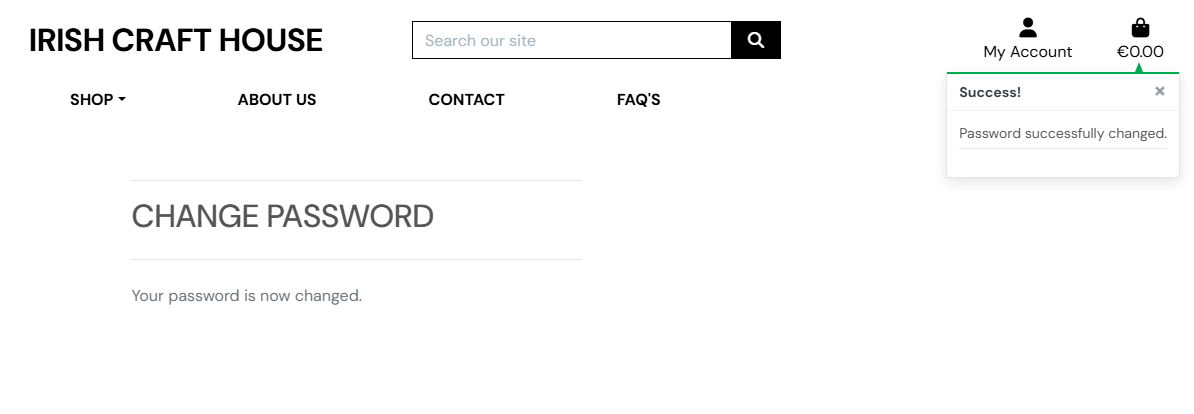 IRISH CRAFT HOUSE
Search our site
My Account
€0.00
SHOP
ABOUT US
CONTACT
FAQ'S
Success!
×
Password successfully changed.
CHANGE PASSWORD
Your password is now changed.